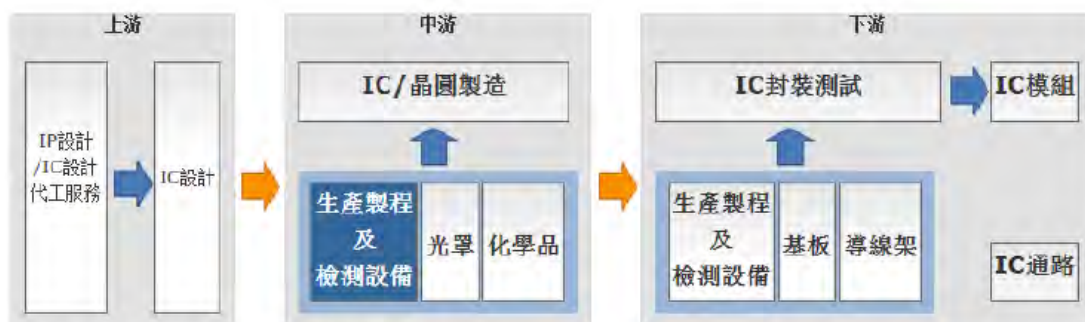 上游
IP設計
/IC設計
代工服務
IC設計
中游
IC/晶圓製造
生產製程
及
檢測設備
光罩
化學品
下游
IC封裝測試
IC模組
生產製程
及
檢測設備
基板
導線架
IC通路